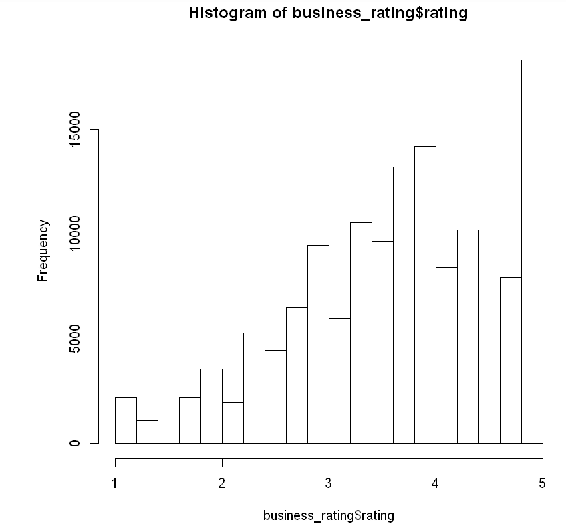 Histogram of business_rating$rating
15000
10000
5000
0
Frequency
1 2 3 4 5
business_rating$rating